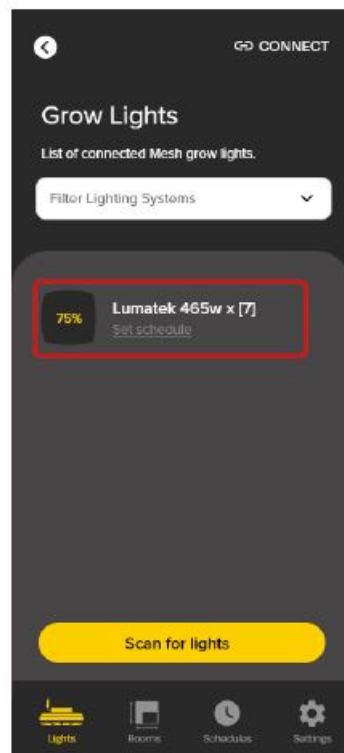 CONNECT
Grow Lights
List of connected Mesh grow lights.
Filter Lighting Systems
75%
Lumatek 465w x [7]
Set schedule
Scan for lights
Lights
Rooms
Schedules
Settings